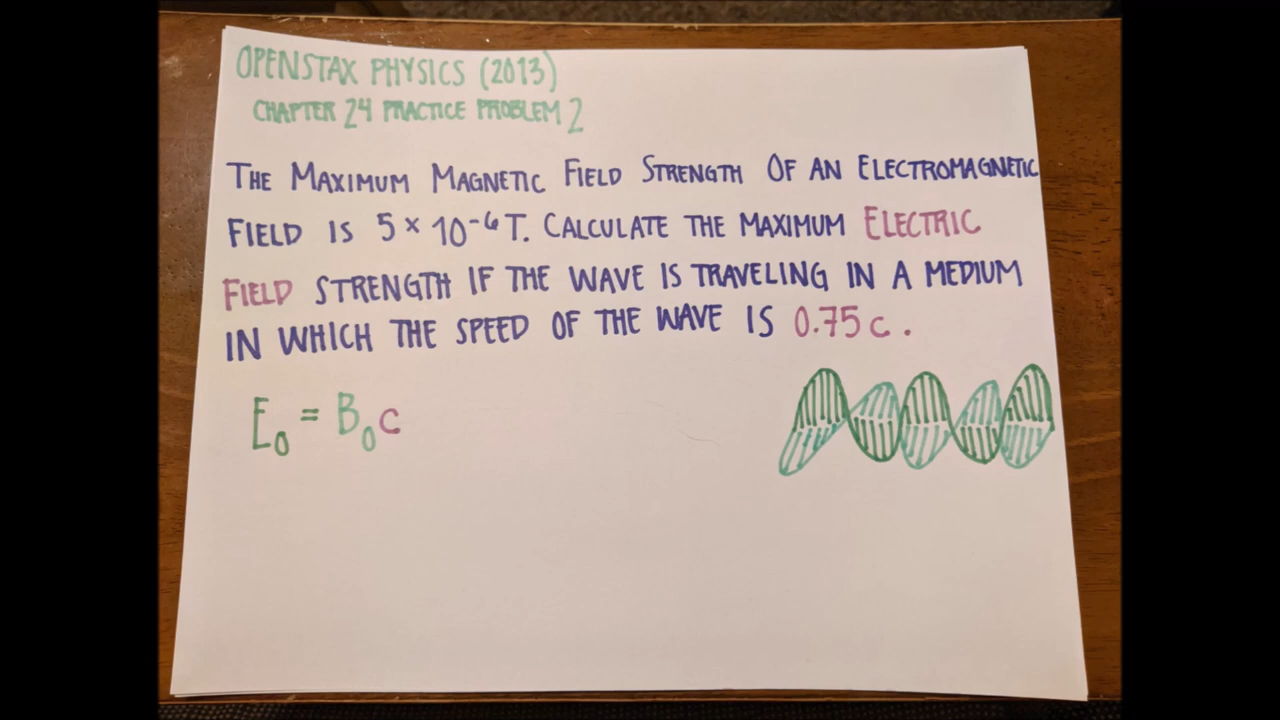 OPENSTAX PHYSICS (2013)
CHAPTER 24 PRACTICE PROBLEM 2
THE MAXIMUM MAGNETIC FIELD STRENGTH OF AN ELECTROMAGNETIC
FIELD IS 5 × 10⁻⁶ T. CALCULATE THE MAXIMUM ELECTRIC
FIELD STRENGTH IF THE WAVE IS TRAVELING IN A MEDIUM
IN WHICH THE SPEED OF THE WAVE IS 0.75 c.
E₀ = B₀c